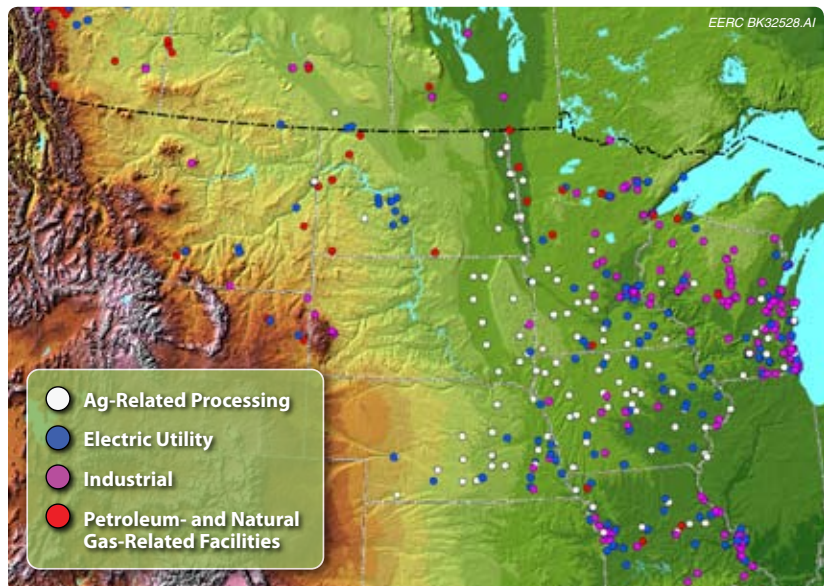 EERC BK32528.AI
Ag-Related Processing
Electric Utility
Industrial
Petroleum- and Natural
Gas-Related Facilities